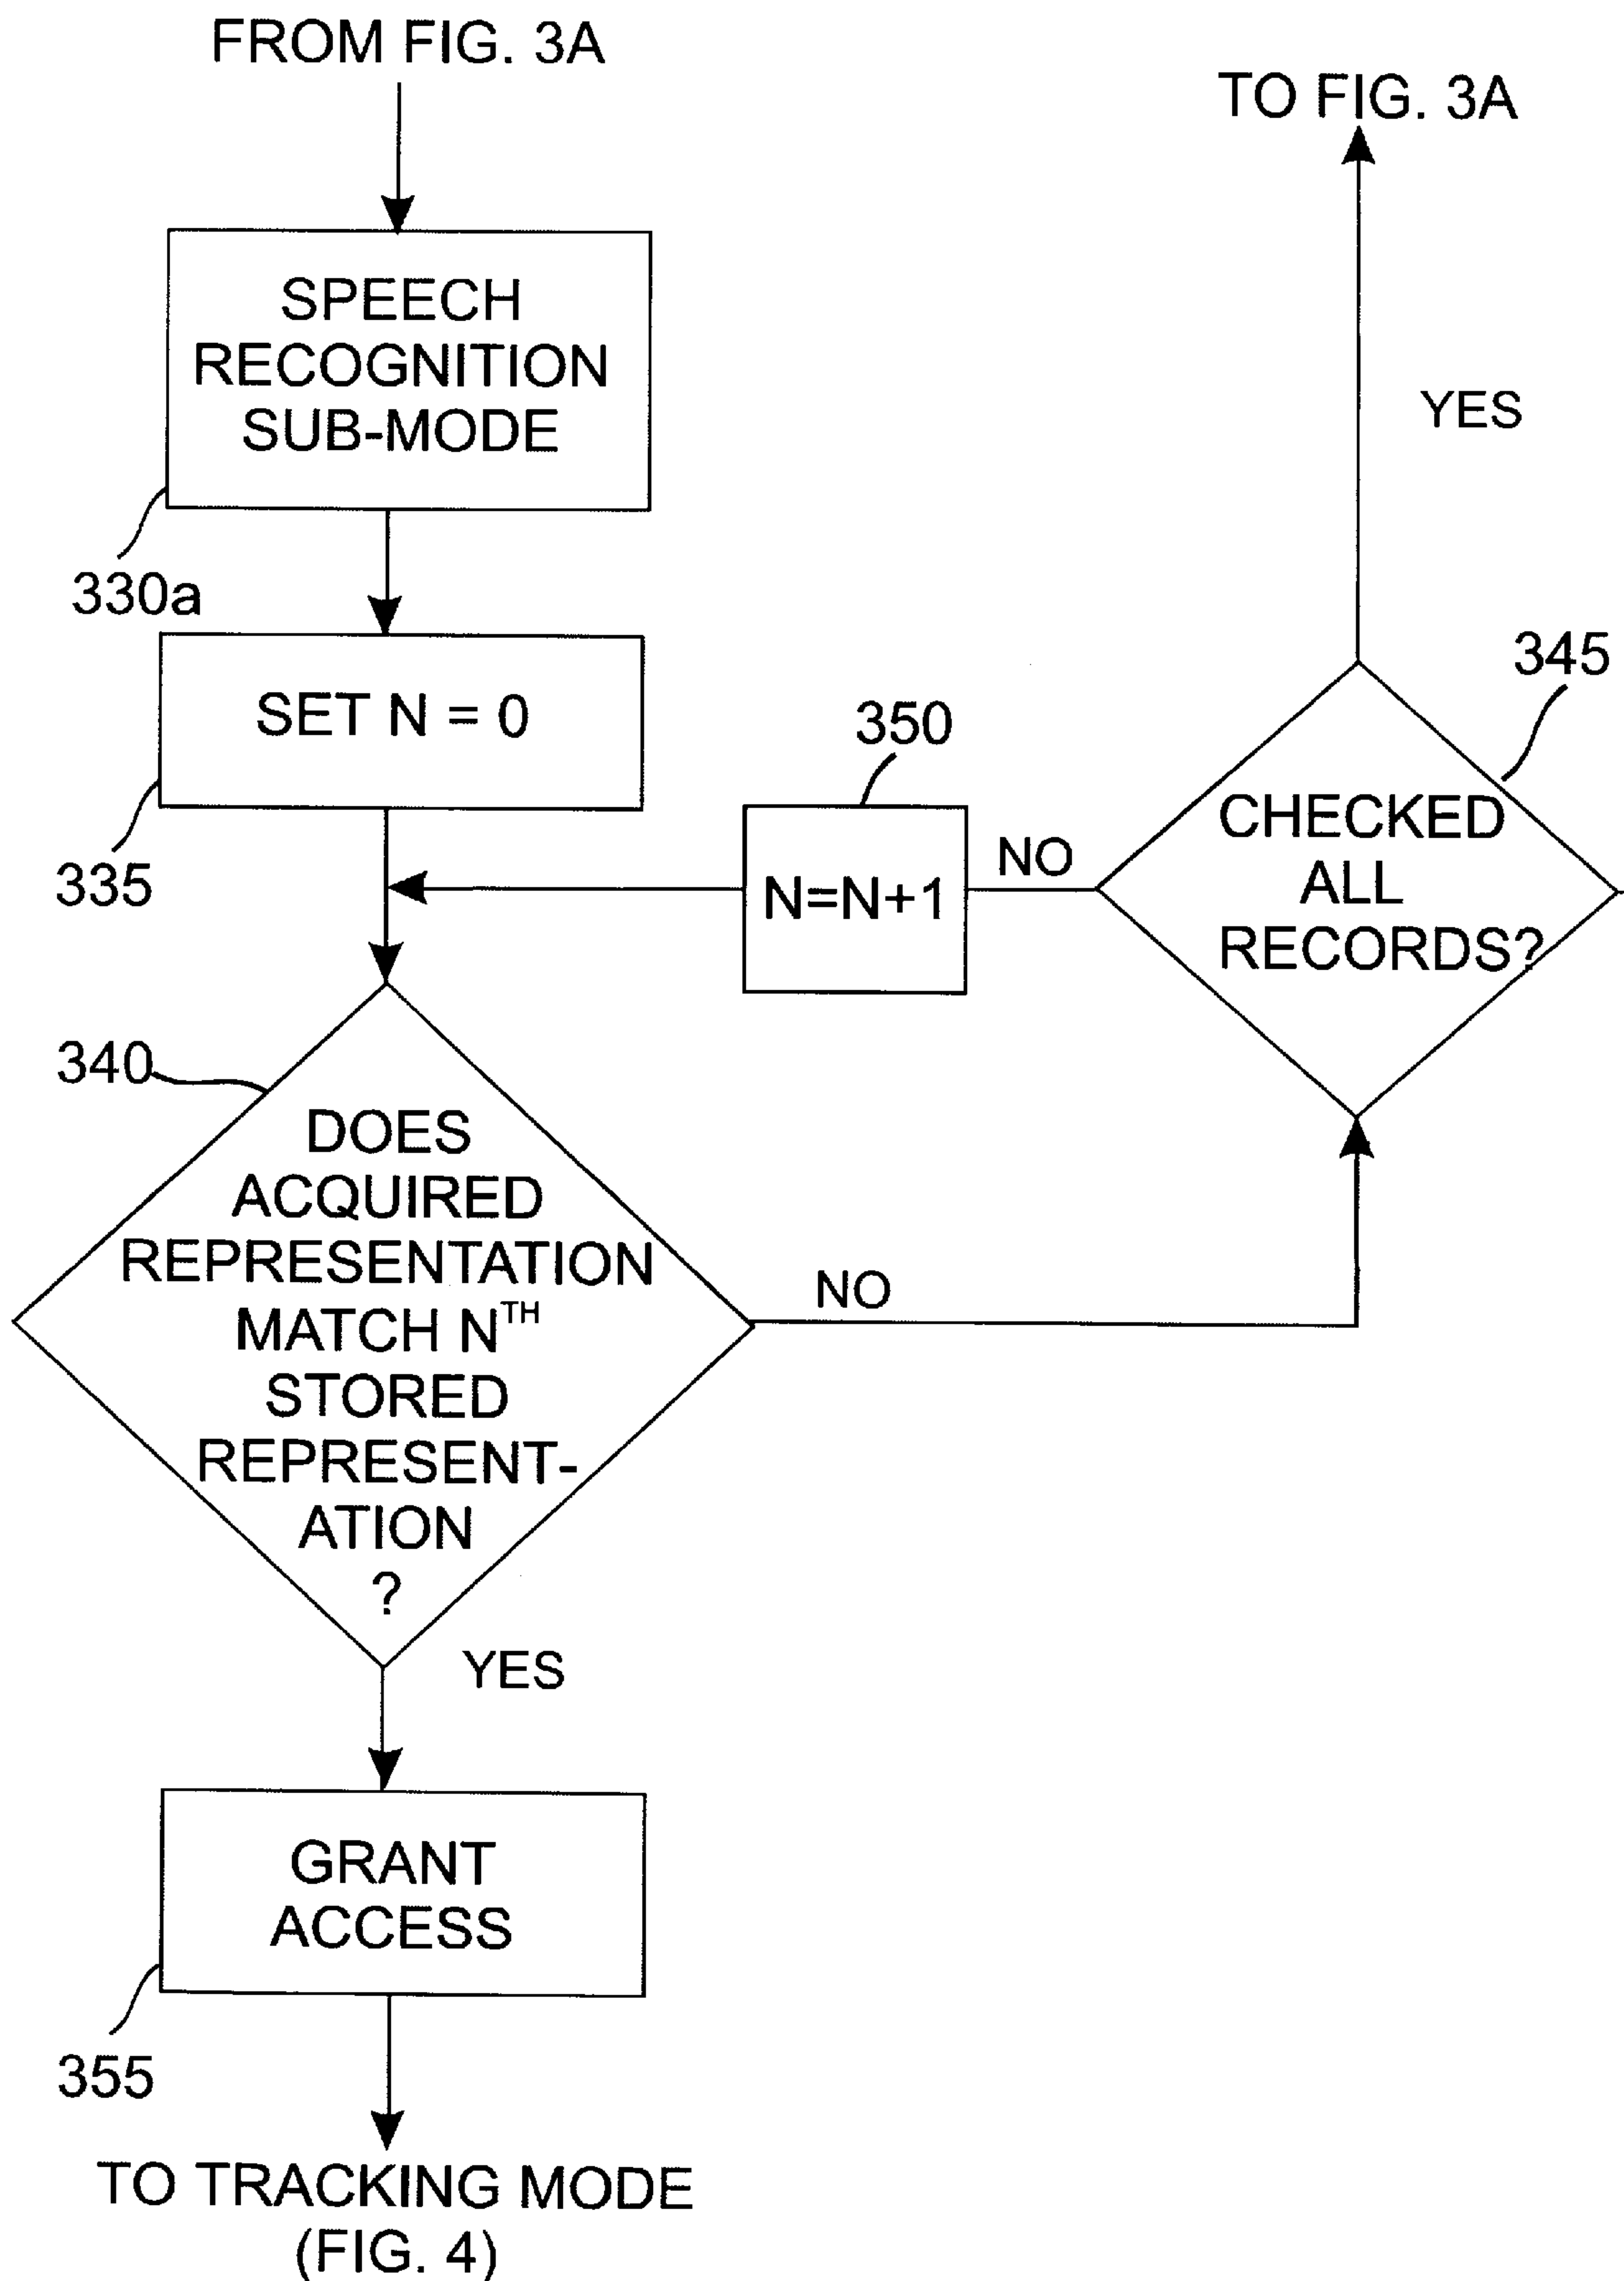 FROM FIG. 3A
TO FIG. 3A
SPEECH
RECOGNITION
SUB-MODE
330a
YES
SET N = 0
335
345
350
N=N+1
NO
CHECKED
ALL
RECORDS?
340
DOES
ACQUIRED
REPRESENTATION
MATCH N^TH
STORED
REPRESENT-
ATION
?
NO
YES
GRANT
ACCESS
355
TO TRACKING MODE
(FIG. 4)